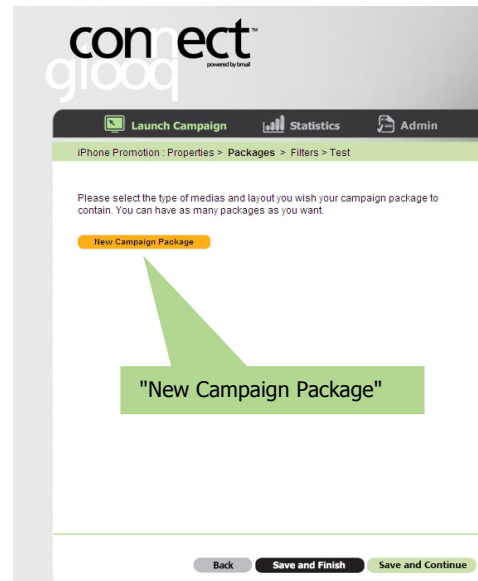 connect™
powered by bmail
glooq
Launch Campaign Statistics Admin
iPhone Promotion : Properties > Packages > Filters > Test
Please select the type of medias and layout you wish your campaign package to
contain. You can have as many packages as you want.
New Campaign Package
"New Campaign Package"
Back Save and Finish Save and Continue